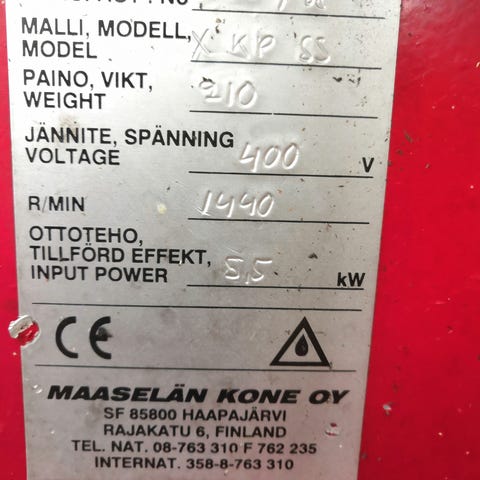 MALLI, MODELL,
MODEL X KP SS
PAINO, VIKT,
WEIGHT 210
JÄNNITE, SPÄNNING
VOLTAGE 400 V
R/MIN 1440
OTTOTEHO,
TILLFÖRD EFFEKT,
INPUT POWER 5,5 kW
CE
MAASELÄN KONE OY
SF 85800 HAAPAJÄRVI
RAJAKATU 6, FINLAND
TEL. NAT. 08-763 310 F 762 235
INTERNAT. 358-8-763 310